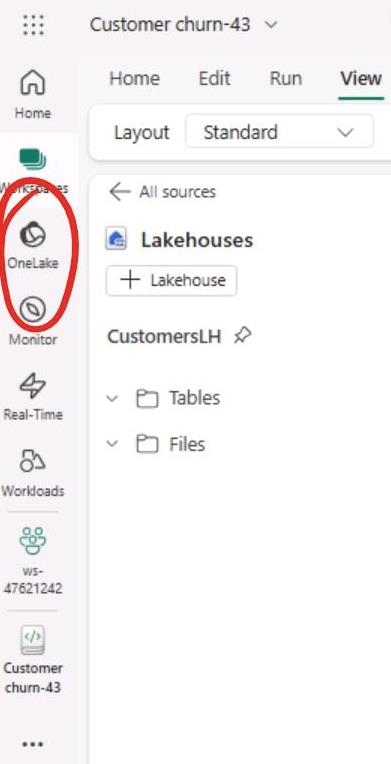 Customer churn-43
Home
Edit
Run
View
Layout
Standard
Home
Workspaces
OneLake
Monitor
Real-Time
Workloads
ws-
47621242
Customer
churn-43
All sources
Lakehouses
+ Lakehouse
CustomersLH
Tables
Files